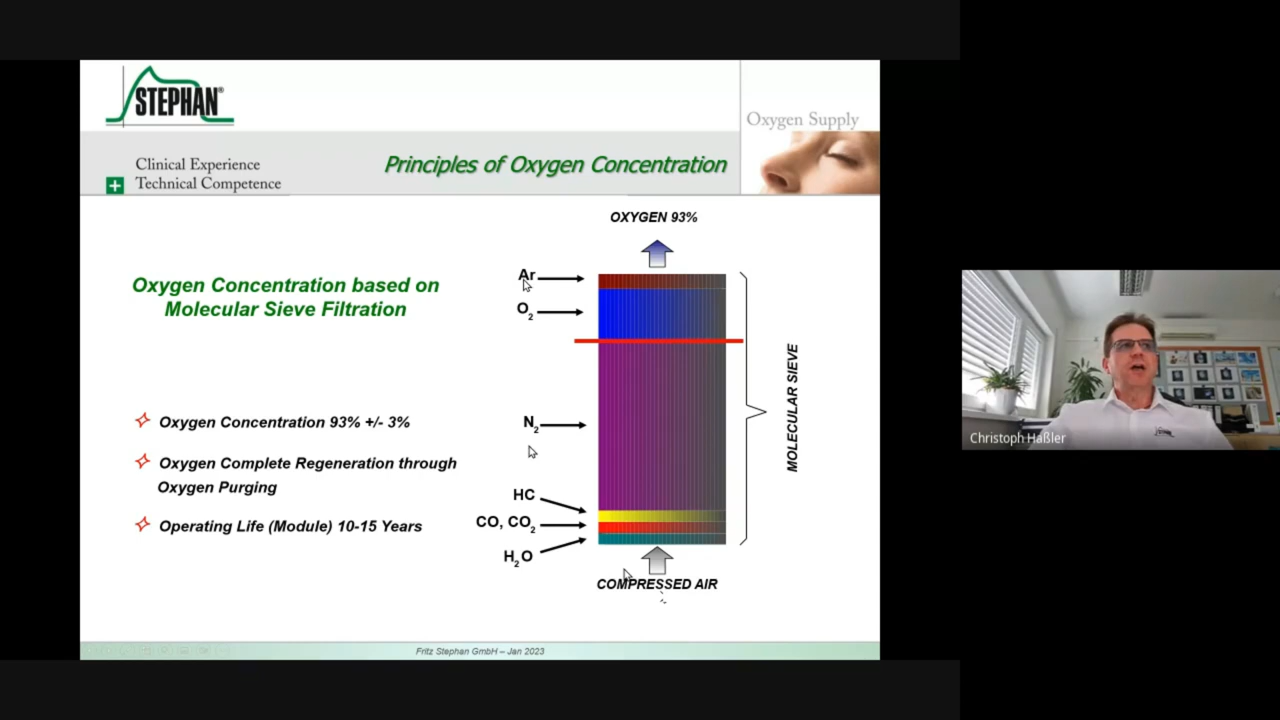 STEPHAN®
Oxygen Supply
Clinical Experience
Technical Competence
Principles of Oxygen Concentration
OXYGEN 93%
Oxygen Concentration based on
Molecular Sieve Filtration
Ar
O2
N2
HC
CO, CO2
H2O
MOLECULAR SIEVE
Oxygen Concentration 93% +/- 3%
Oxygen Complete Regeneration through
Oxygen Purging
Operating Life (Module) 10-15 Years
COMPRESSED AIR
Fritz Stephan GmbH – Jan 2023
Christoph Haßler